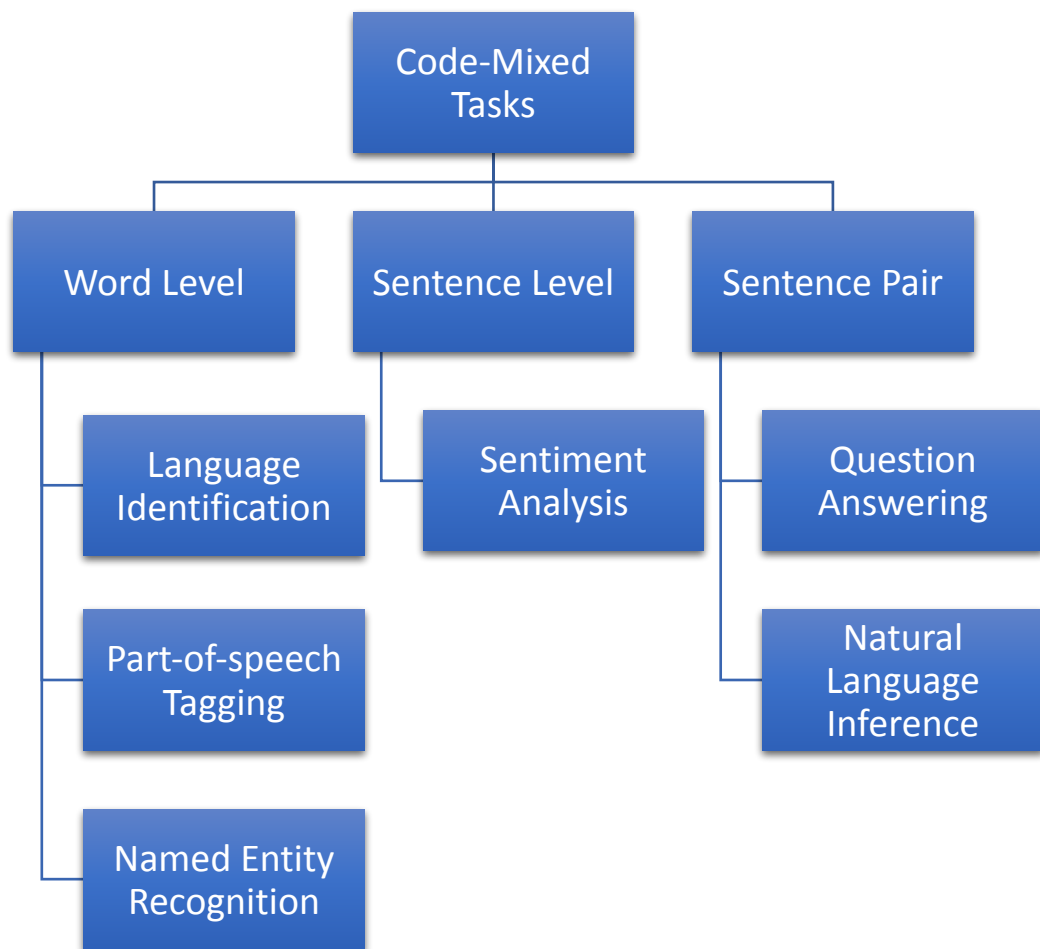 Code-Mixed
Tasks
Word Level
Sentence Level
Sentence Pair
Language
Identification
Sentiment
Analysis
Question
Answering
Part-of-speech
Tagging
Natural
Language
Inference
Named Entity
Recognition